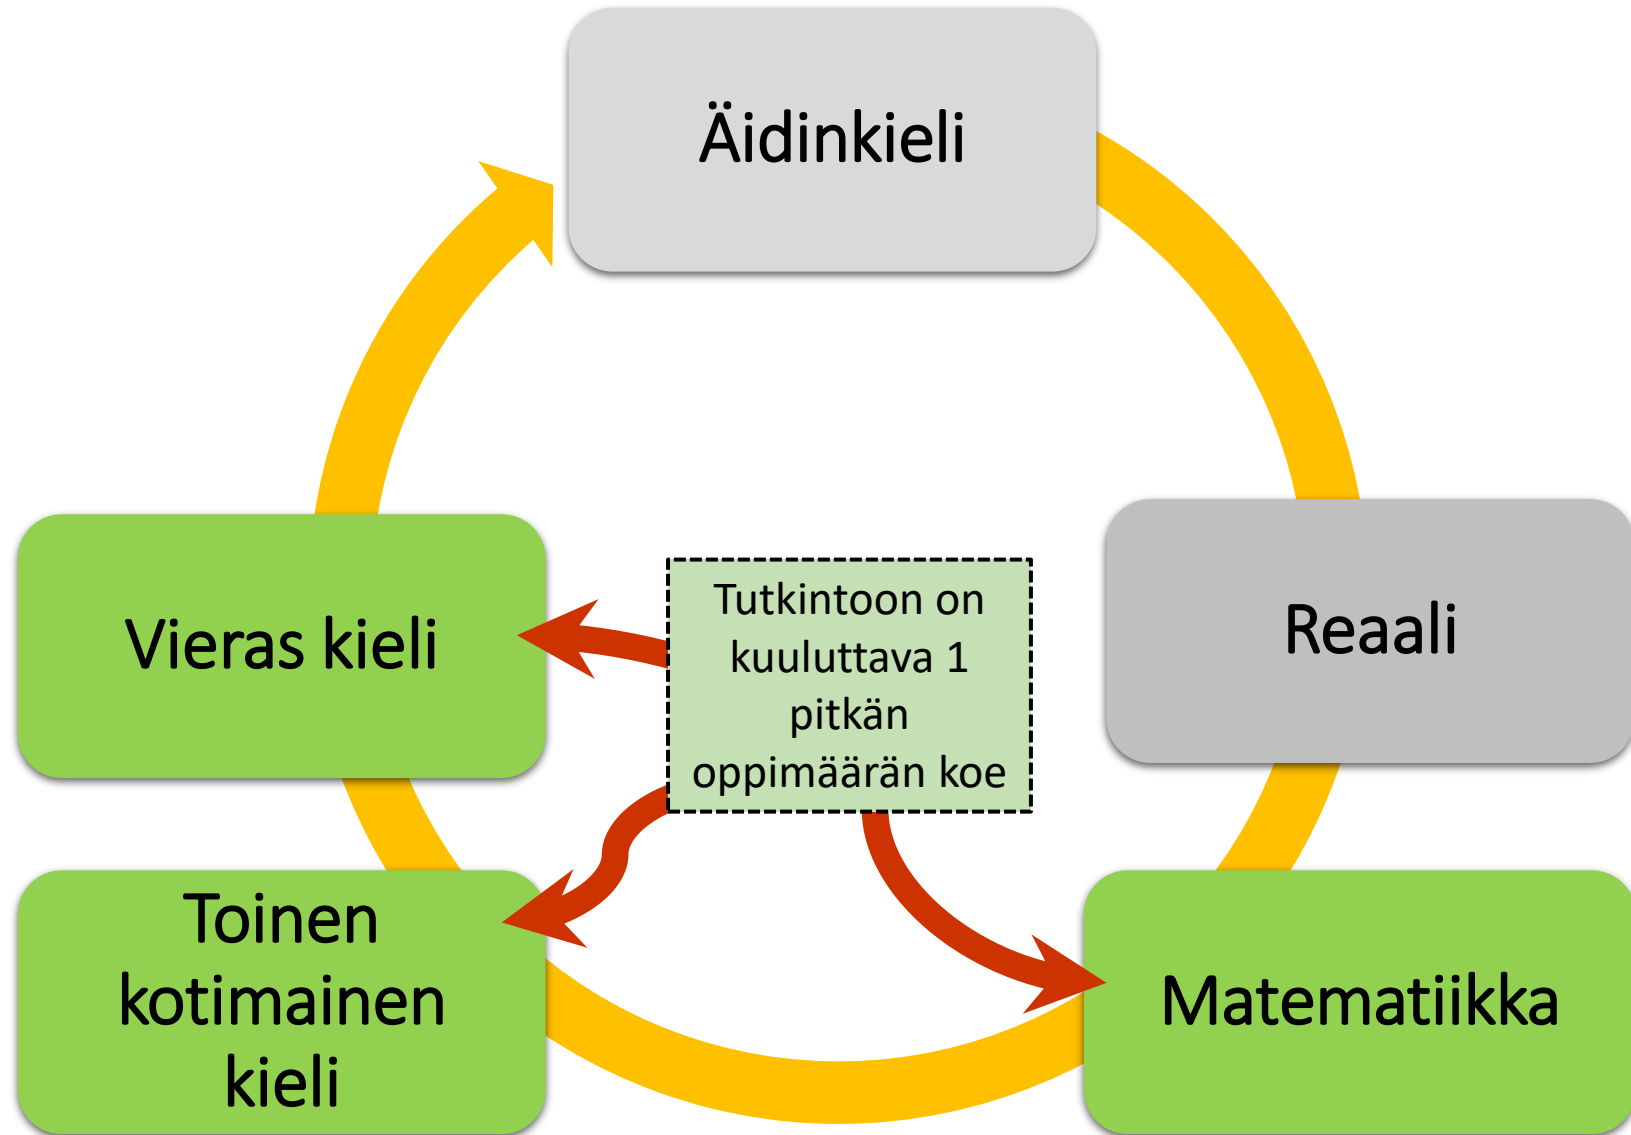 Äidinkieli
Reaali
Matematiikka
Toinen
kotimainen
kieli
Vieras kieli
Tutkintoon on
kuuluttava 1
pitkän
oppimäärän koe